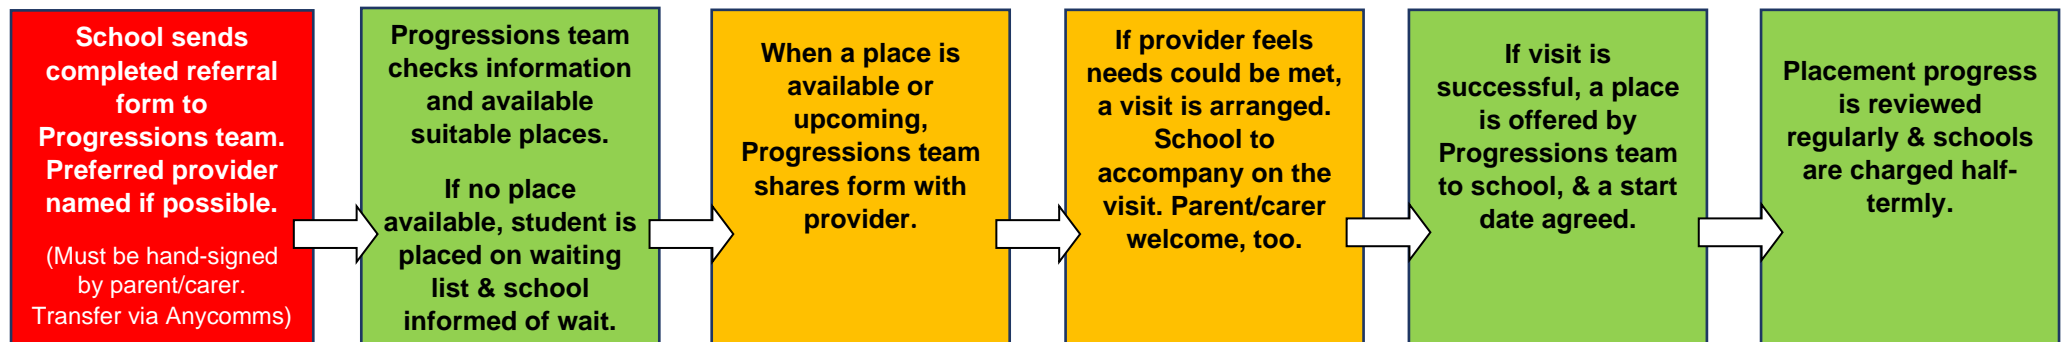 School sends
completed referral
form to
Progressions team.
Preferred provider
named if possible.
(Must be hand-signed
by parent/carer.
Transfer via Anycomms)
Progressions team
checks information
and available
suitable places.
If no place
available, student is
placed on waiting
list & school
informed of wait.
When a place is
available or
upcoming,
Progressions team
shares form with
provider.
If provider feels
needs could be met,
a visit is arranged.
School to
accompany on the
visit. Parent/carer
welcome, too.
If visit is
successful, a place
is offered by
Progressions team
to school, & a start
date agreed.
Placement progress
is reviewed
regularly & schools
are charged half-
termly.